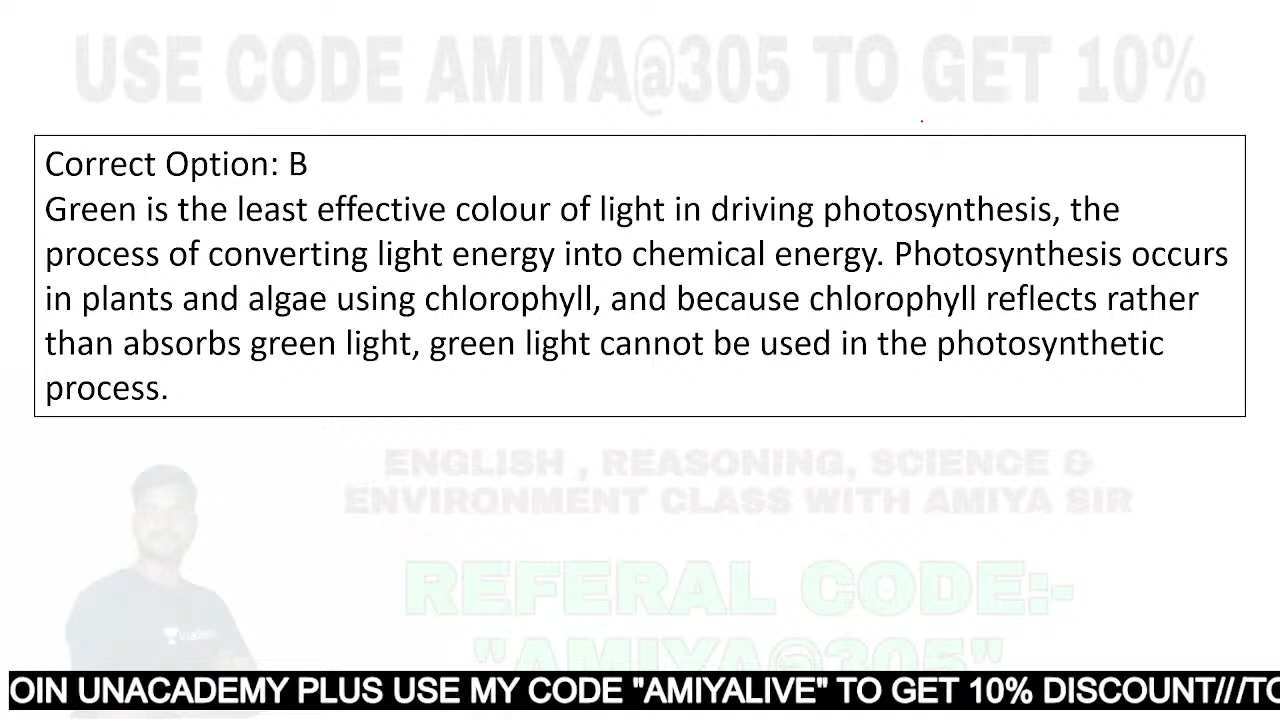 USE CODE AMIYA@305 TO GET 10%
Correct Option: B
Green is the least effective colour of light in driving photosynthesis, the
process of converting light energy into chemical energy. Photosynthesis occurs
in plants and algae using chlorophyll, and because chlorophyll reflects rather
than absorbs green light, green light cannot be used in the photosynthetic
process.
ENGLISH , REASONING, SCIENCE &
ENVIRONMENT CLASS WITH AMIYA SIR
REFERAL CODE:-
"AMIYA@305"
OIN UNACADEMY PLUS USE MY CODE "AMIYALIVE" TO GET 10% DISCOUNT///TO